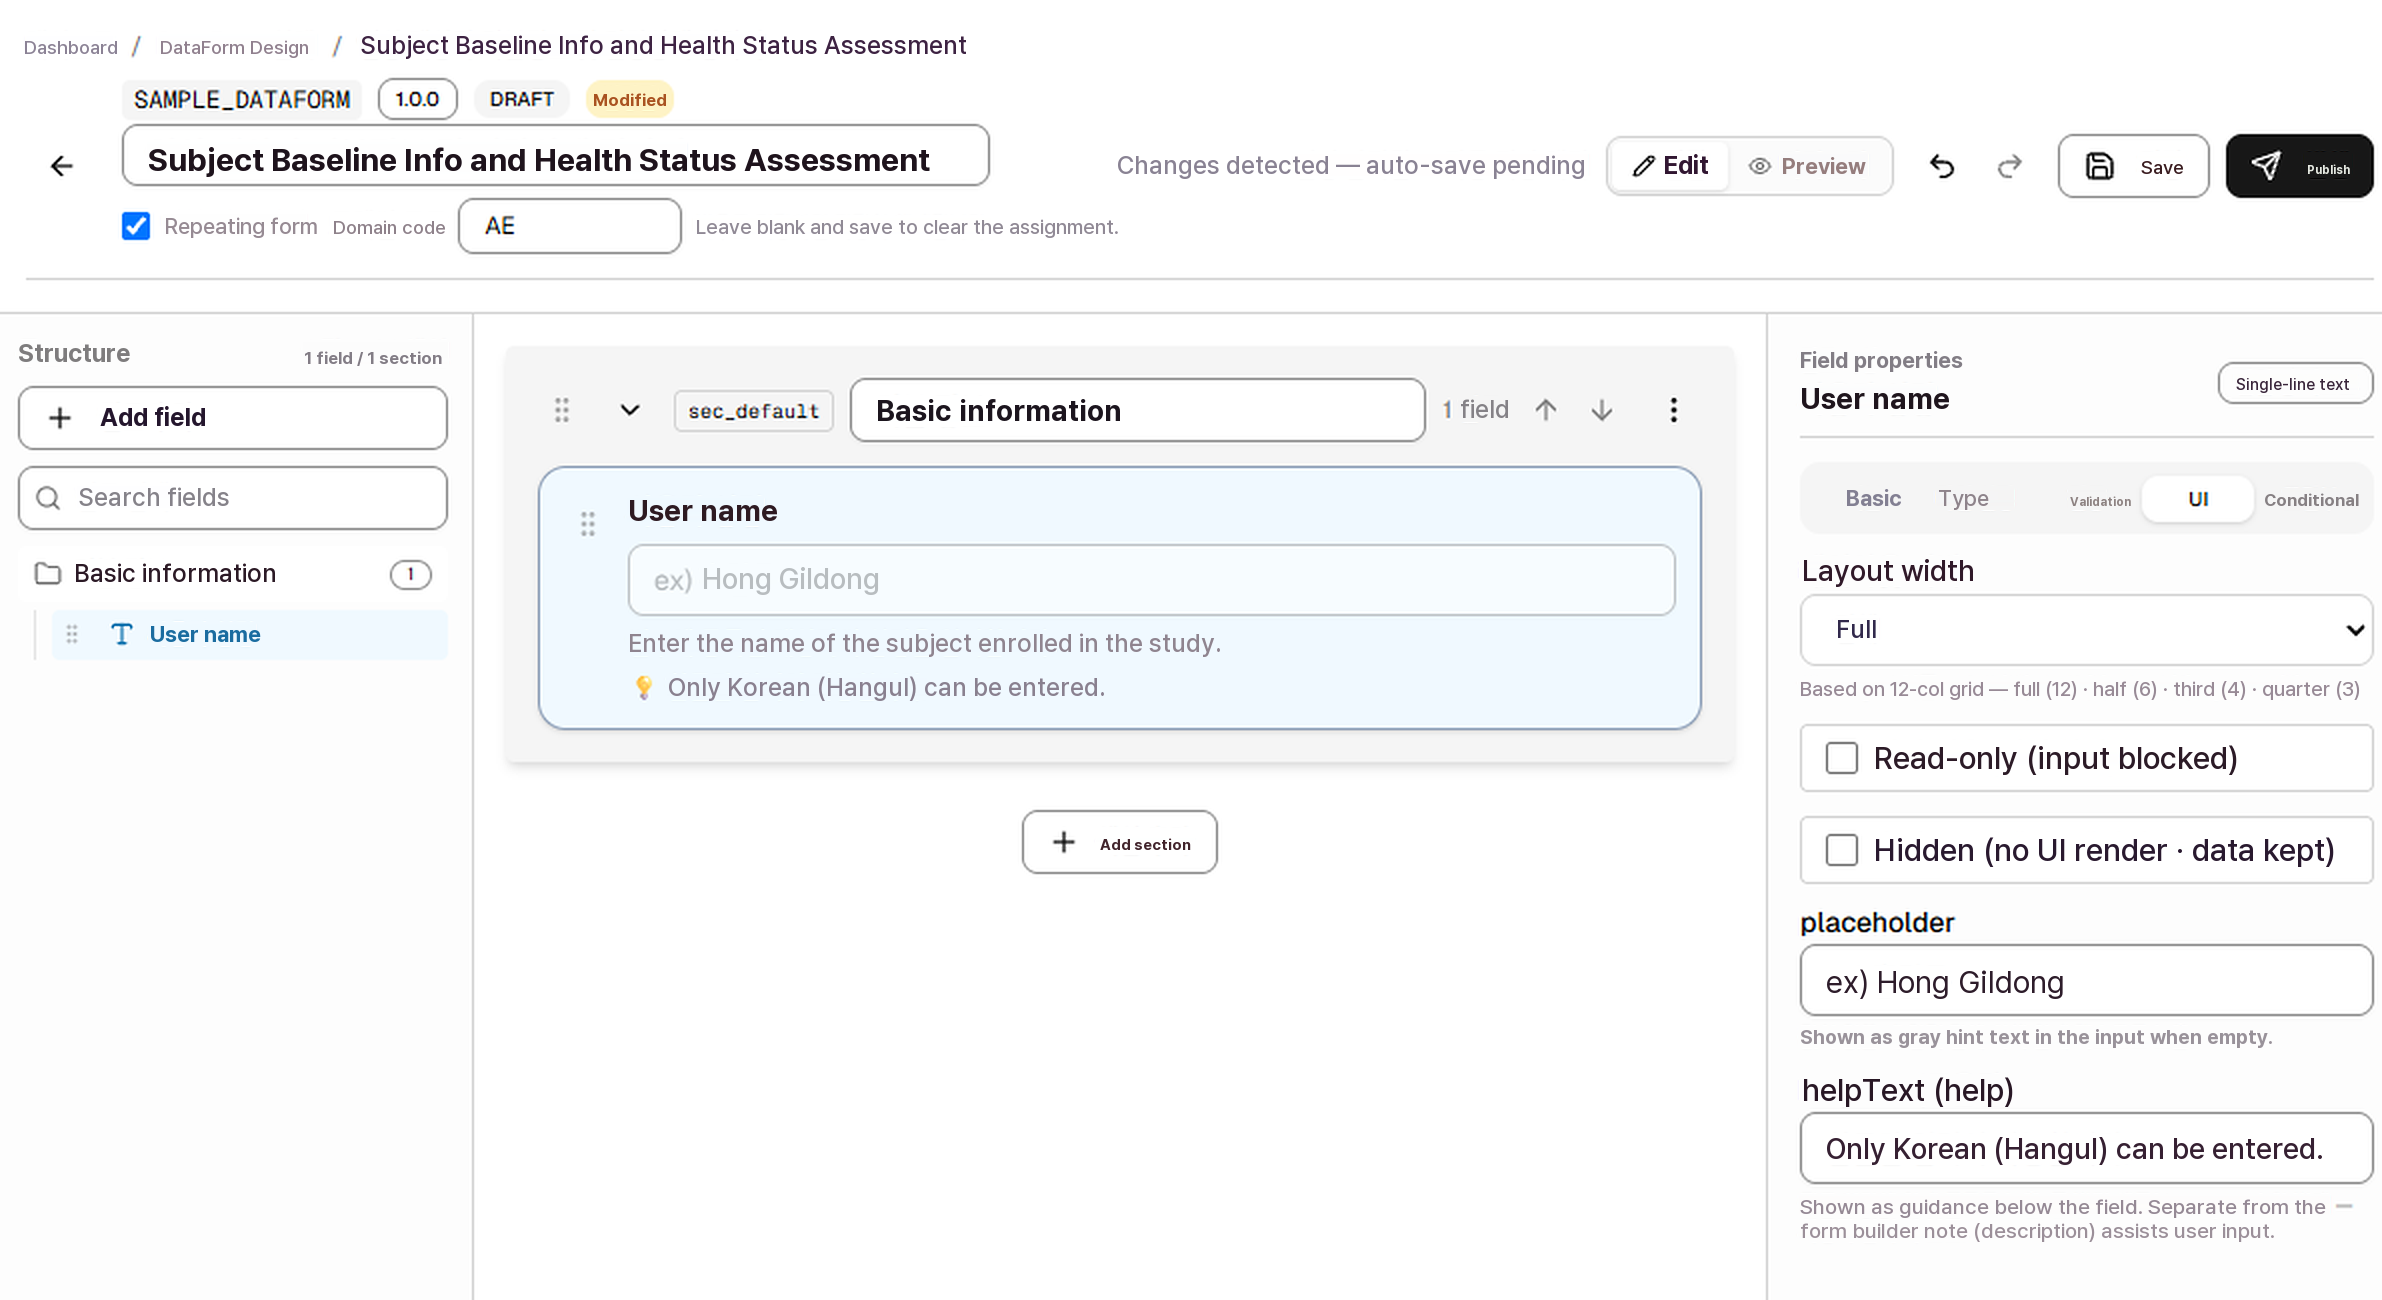 Dashboard / DataForm Design / Subject Baseline Info and Health Status Assessment
SAMPLE_DATAFORM 1.0.0 DRAFT Modified
Subject Baseline Info and Health Status Assessment
Changes detected — auto-save pending Edit Preview Save Publish
Repeating form Domain code AE Leave blank and save to clear the assignment.
Structure 1 field / 1 section
Add field
Search fields
Basic information 1
User name
sec_default Basic information 1 field
User name
ex) Hong Gildong
Enter the name of the subject enrolled in the study.
💡 Only Korean (Hangul) can be entered.
Add section
Field properties
User name Single-line text
Basic Type Validation UI Conditional
Layout width
Full
Based on 12-col grid — full (12) · half (6) · third (4) · quarter (3)
Read-only (input blocked)
Hidden (no UI render · data kept)
placeholder
ex) Hong Gildong
Shown as gray hint text in the input when empty.
helpText (help)
Only Korean (Hangul) can be entered.
Shown as guidance below the field. Separate from the —
form builder note (description) assists user input.